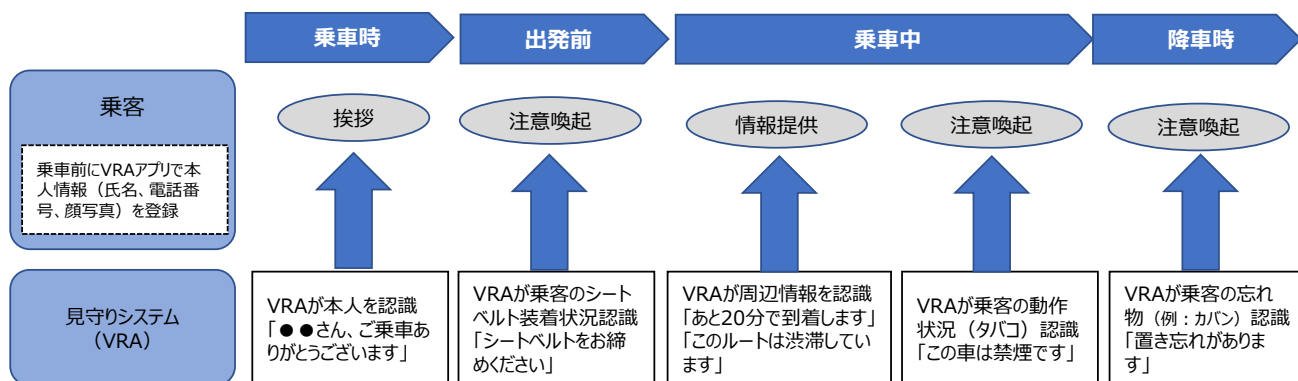 乗車時
出発前
乗車中
降車時
乗客
乗車前にVRAアプリで本
人情報（氏名、電話番
号、顔写真）を登録
挨拶
注意喚起
情報提供
注意喚起
注意喚起
見守りシステム
（VRA）
VRAが本人を認識
「●●さん、ご乗車あ
りがとうございます」
VRAが乗客のシート
ベルト装着状況認識
「シートベルトをお締
めください」
VRAが周辺情報を認識
「あと20分で到着します」
「このルートは渋滞してい
ます」
VRAが乗客の動作
状況（タバコ）認識
「この車は禁煙です」
VRAが乗客の忘れ
物（例：カバン）認識
「置き忘れがありま
す」